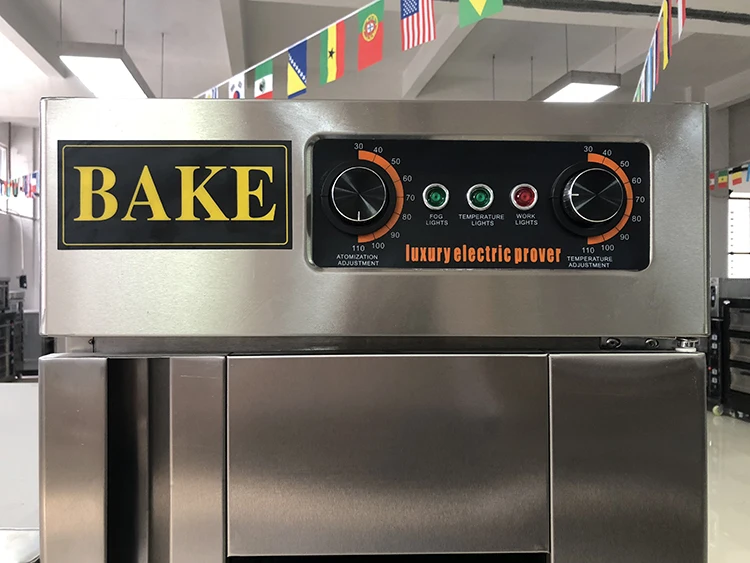 BAKE
30
40
50
60
70
80
90
100
110
ATOMIZATION
ADJUSTMENT
FOG
LIGHTS
TEMPERATURE
LIGHTS
WORK
LIGHTS
luxury electric prover
30
40
50
60
70
80
90
100
110
TEMPERATURE
ADJUSTMENT